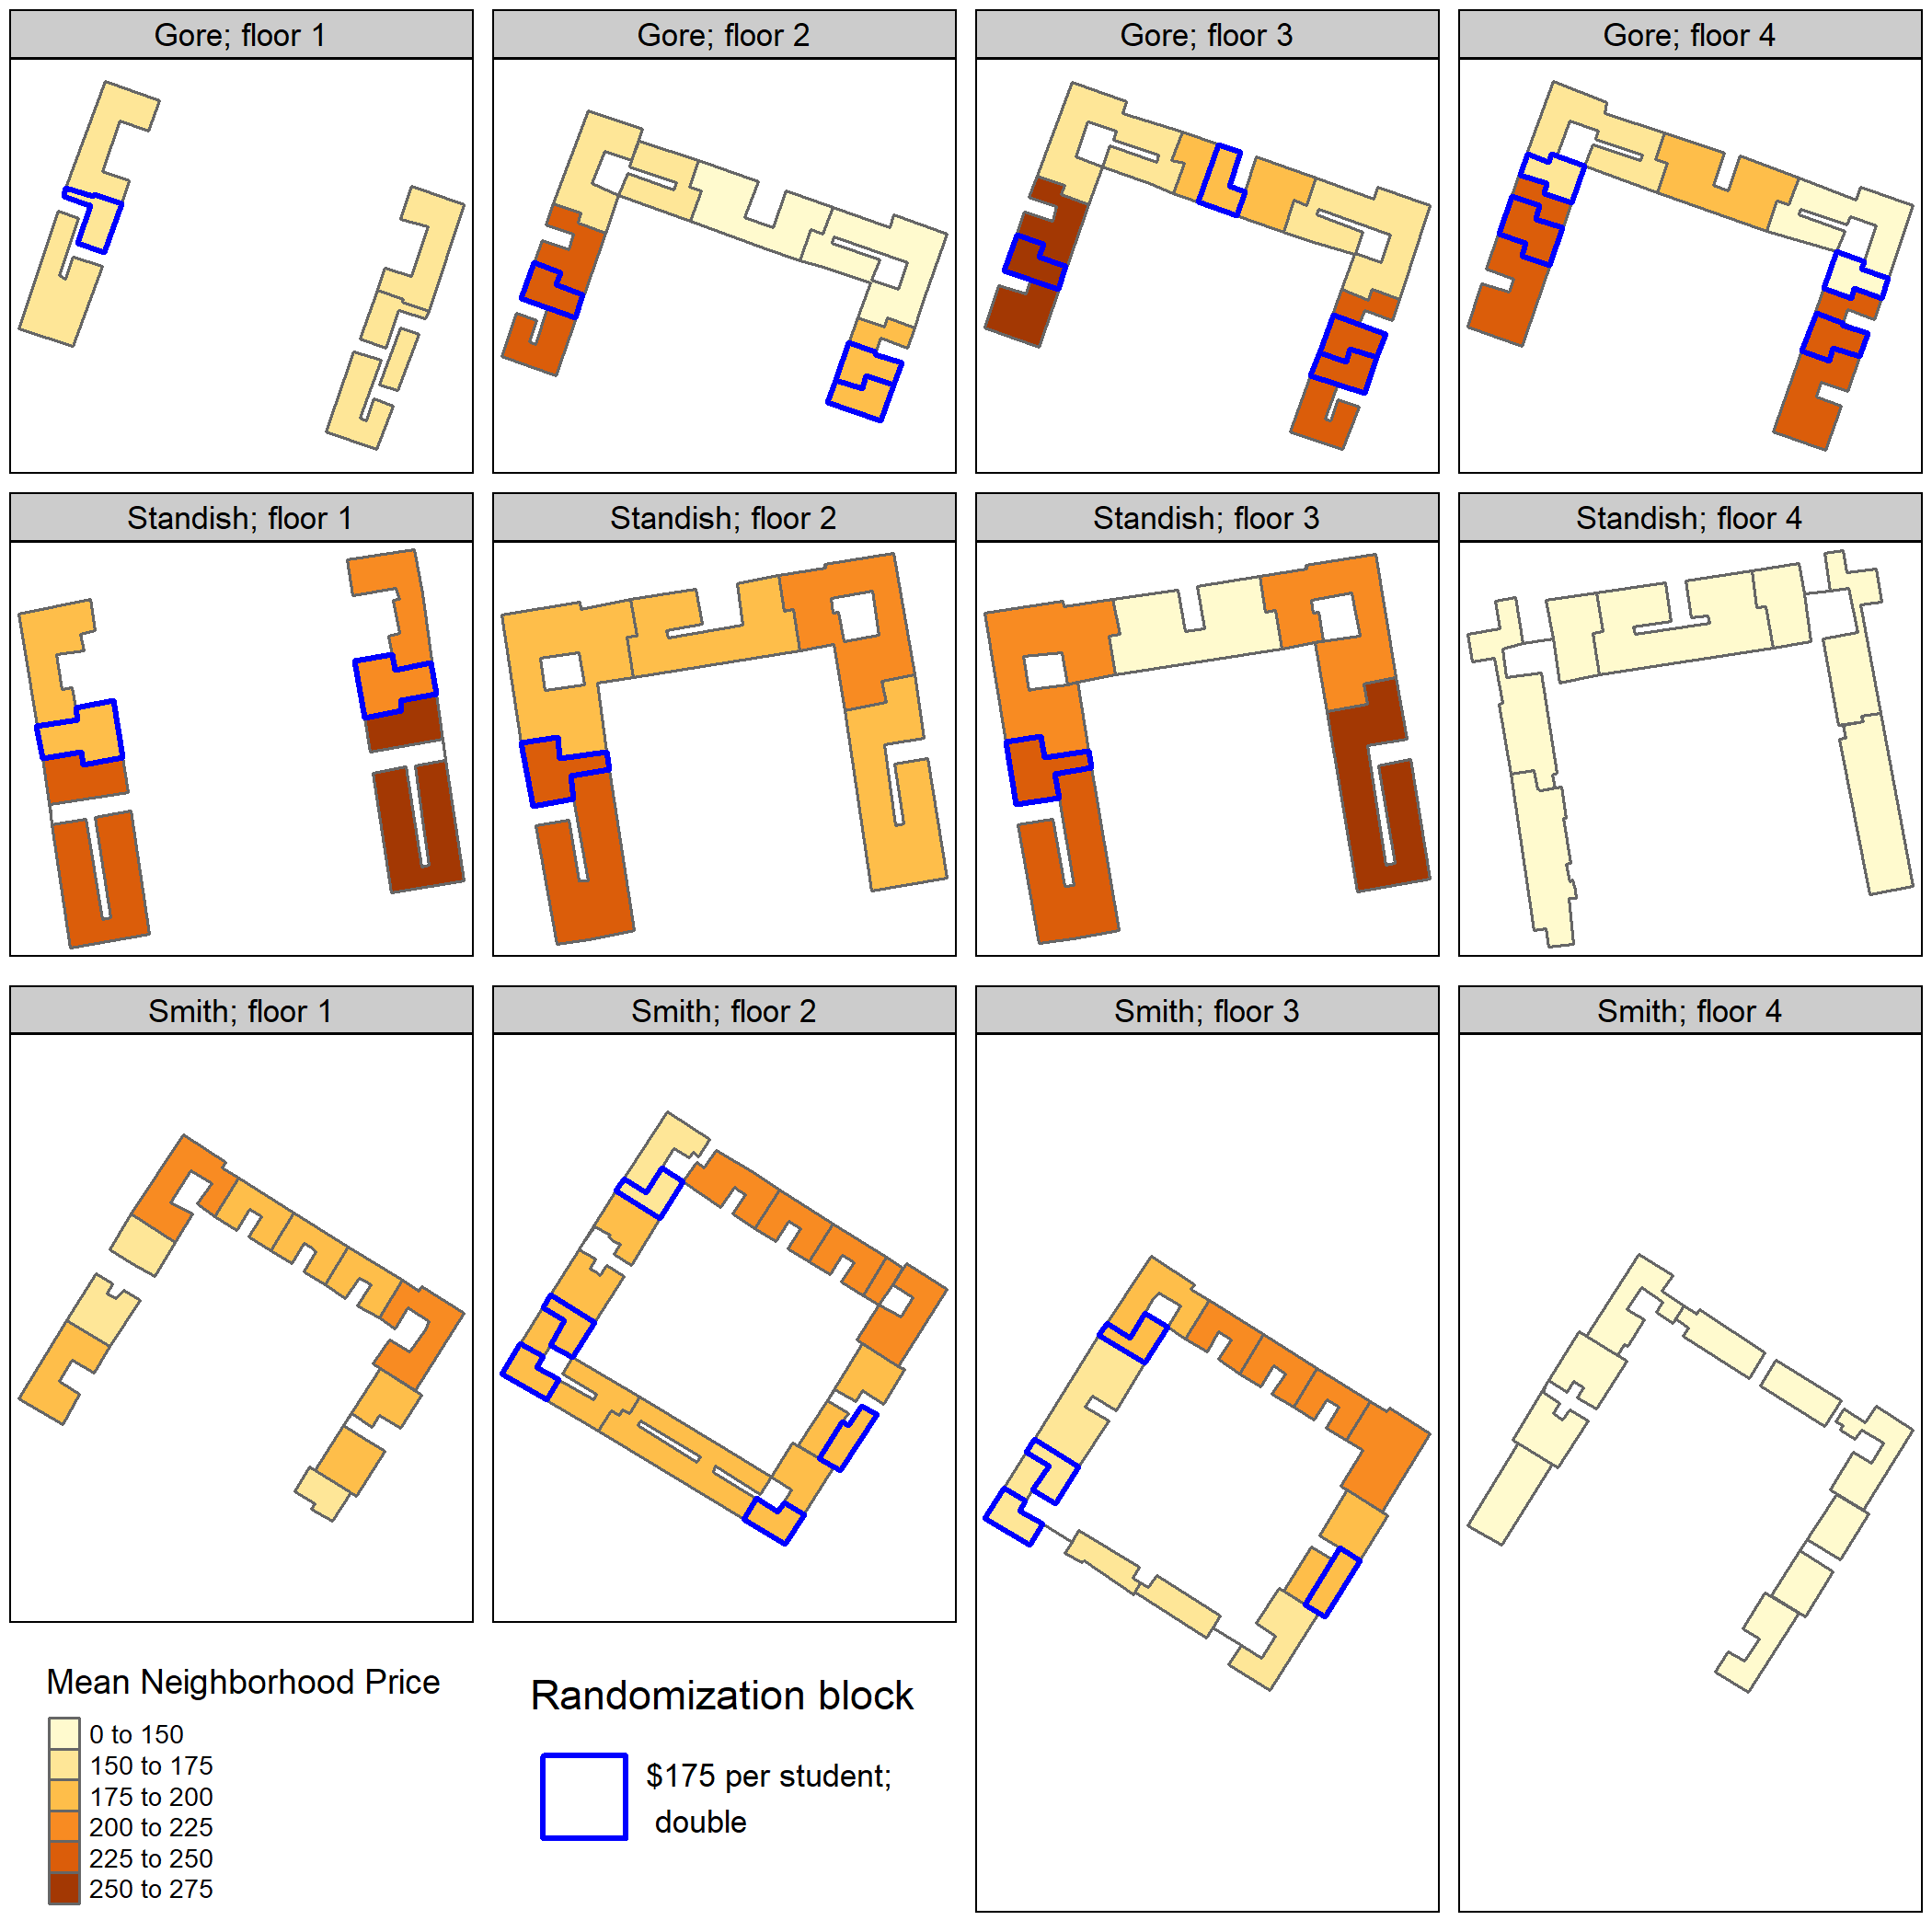 Gore; floor 1
Gore; floor 2
Gore; floor 3
Gore; floor 4
Standish; floor 1
Standish; floor 2
Standish; floor 3
Standish; floor 4
Smith; floor 1
Smith; floor 2
Smith; floor 3
Smith; floor 4
Mean Neighborhood Price
0 to 150
150 to 175
175 to 200
200 to 225
225 to 250
250 to 275
Randomization block
$175 per student;
double